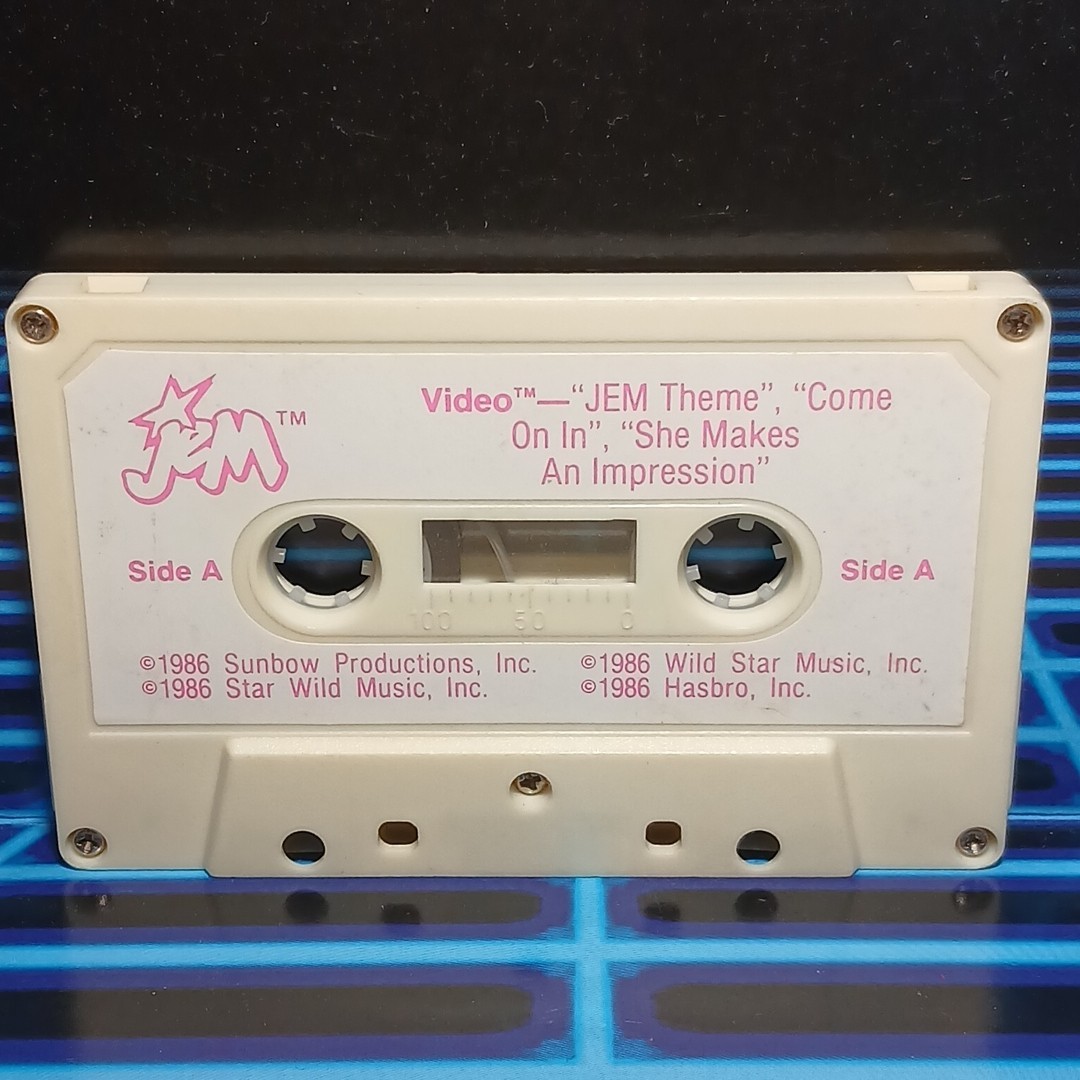 JEM™
Video™—“JEM Theme”, “Come
On In”, “She Makes
An Impression”
Side A
Side A
100 50 0
©1986 Sunbow Productions, Inc. ©1986 Wild Star Music, Inc.
©1986 Star Wild Music, Inc. ©1986 Hasbro, Inc.